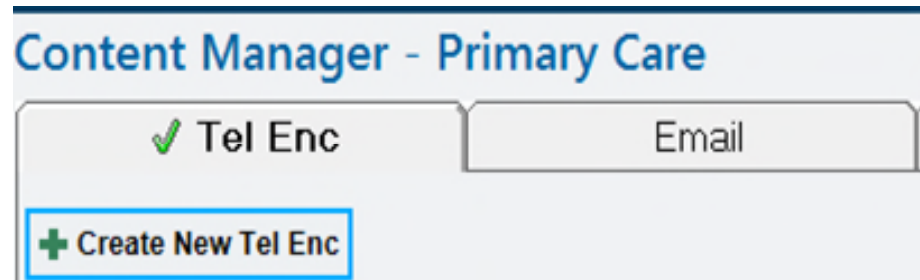 Content Manager - Primary Care
Tel Enc
Email
Create New Tel Enc